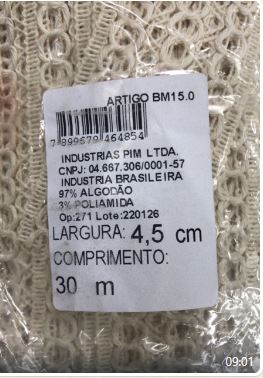 ARTIGO BM15.0
7 899679 464854
INDUSTRIAS PIM LTDA.
CNPJ: 04.667.306/0001-57
INDUSTRIA BRASILEIRA
97% ALGODÃO
3% POLIAMIDA
Op:271 Lote:220126
LARGURA: 4,5 cm
COMPRIMENTO:
30 m
09:01